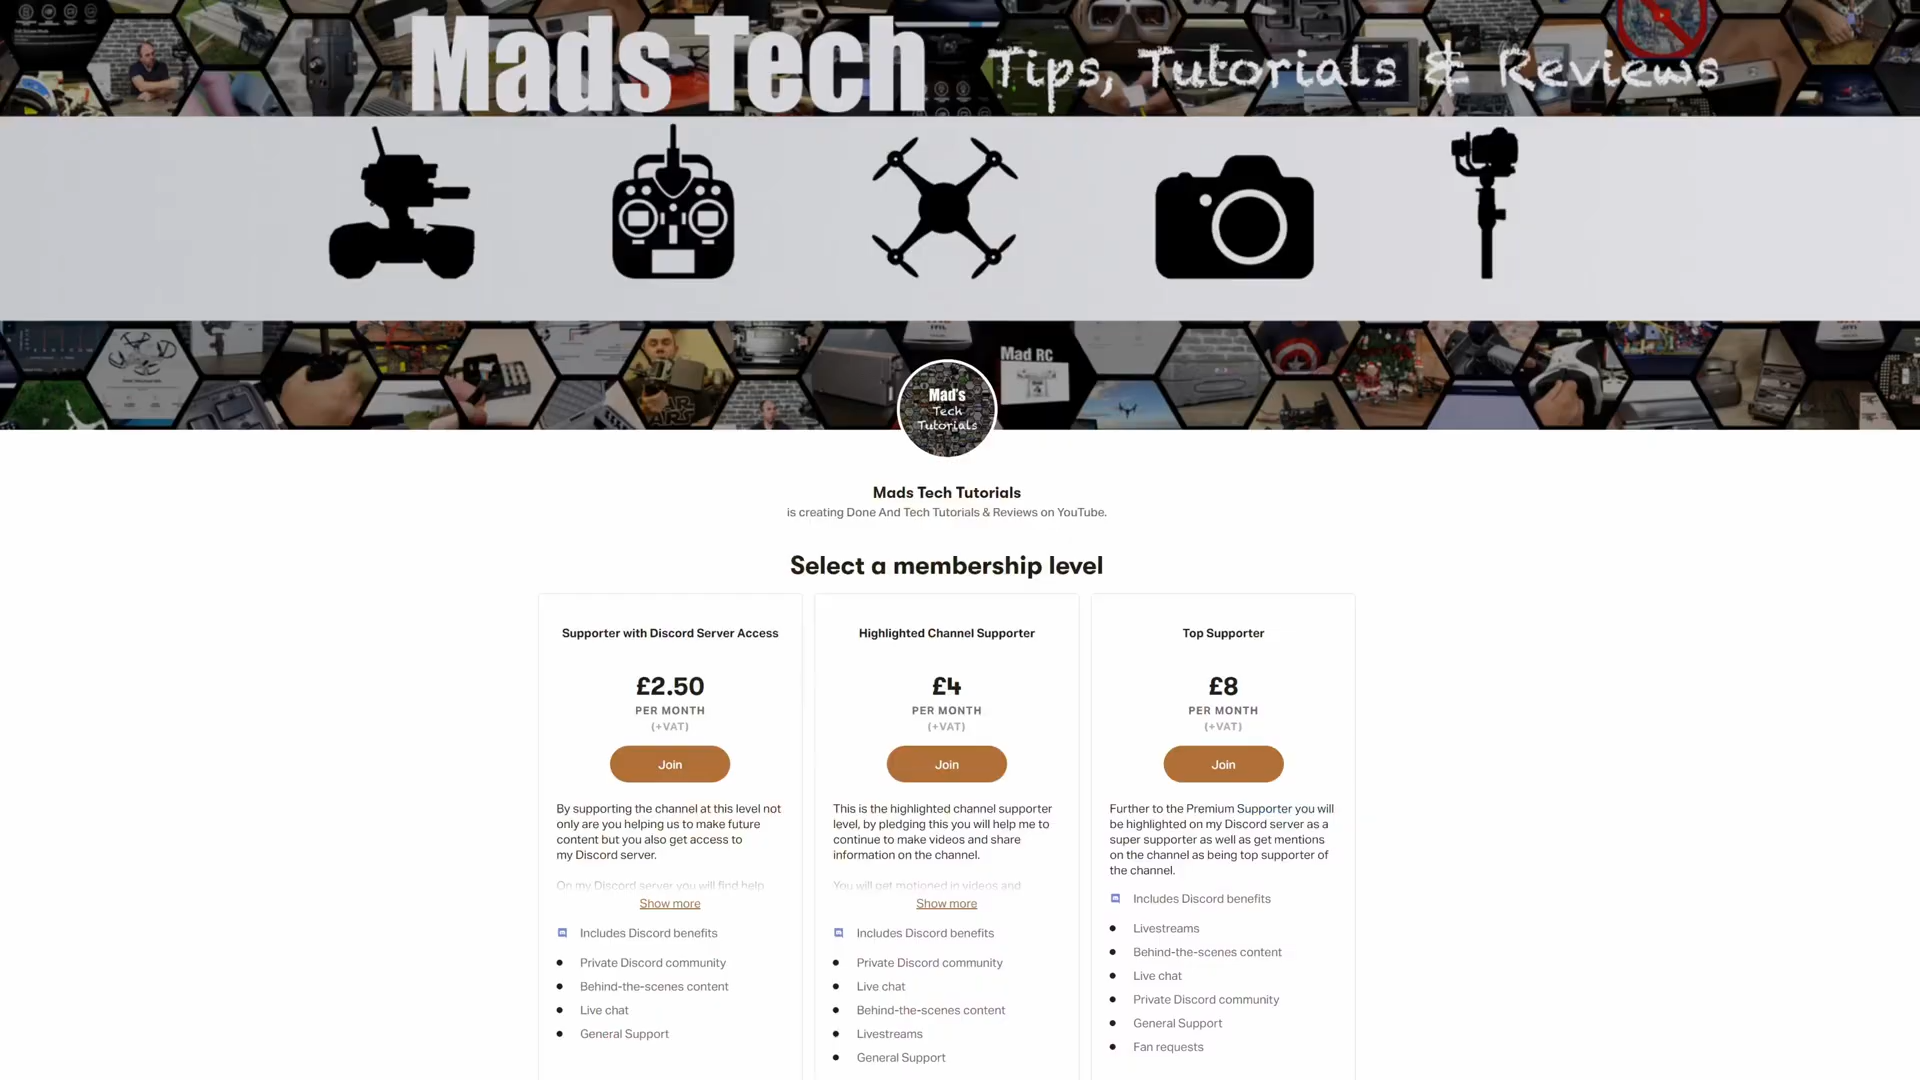 Mads Tech
Tips, Tutorials & Reviews
Mad RC
Mad's
Tech
Tutorials
Mads Tech Tutorials
is creating Done And Tech Tutorials & Reviews on YouTube.
Select a membership level
Supporter with Discord Server Access
£2.50
PER MONTH
(+VAT)
Join
By supporting the channel at this level not
only are you helping us to make future
content but you also get access to
my Discord server.
On my Discord server you will find help
Show more
Includes Discord benefits
Private Discord community
Behind-the-scenes content
Live chat
General Support
Highlighted Channel Supporter
£4
PER MONTH
(+VAT)
Join
This is the highlighted channel supporter
level, by pledging this you will help me to
continue to make videos and share
information on the channel.
You will get motioned in videos and
Show more
Includes Discord benefits
Private Discord community
Live chat
Behind-the-scenes content
Livestreams
General Support
Top Supporter
£8
PER MONTH
(+VAT)
Join
Further to the Premium Supporter you will
be highlighted on my Discord server as a
super supporter as well as get mentions
on the channel as being top supporter of
the channel.
Includes Discord benefits
Livestreams
Behind-the-scenes content
Live chat
Private Discord community
General Support
Fan requests